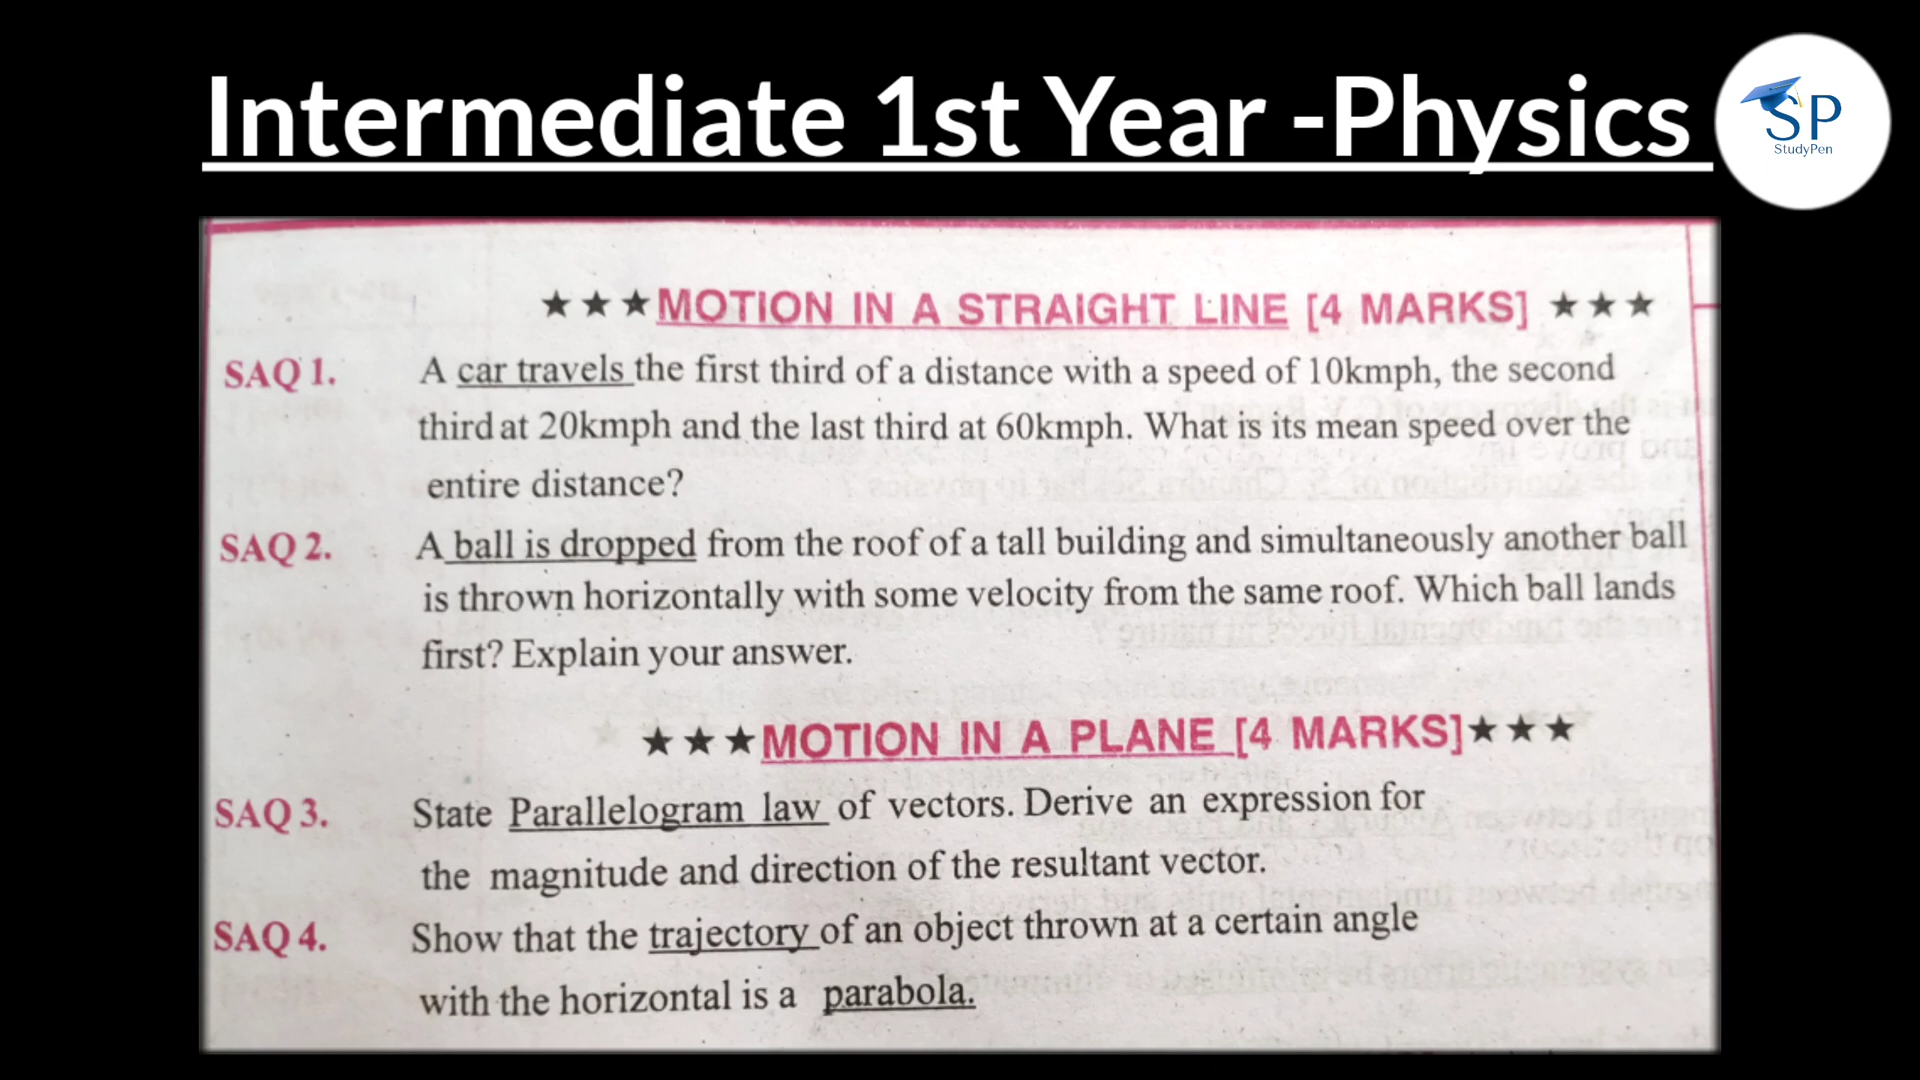 Intermediate 1st Year -Physics
SP
StudyPen
★★★MOTION IN A STRAIGHT LINE [4 MARKS] ★★★
SAQ 1. A car travels the first third of a distance with a speed of 10kmph, the second
third at 20kmph and the last third at 60kmph. What is its mean speed over the
entire distance?
SAQ 2. A ball is dropped from the roof of a tall building and simultaneously another ball
is thrown horizontally with some velocity from the same roof. Which ball lands
first? Explain your answer.
★★★MOTION IN A PLANE [4 MARKS]★★★
SAQ 3. State Parallelogram law of vectors. Derive an expression for
the magnitude and direction of the resultant vector.
SAQ 4. Show that the trajectory of an object thrown at a certain angle
with the horizontal is a parabola.